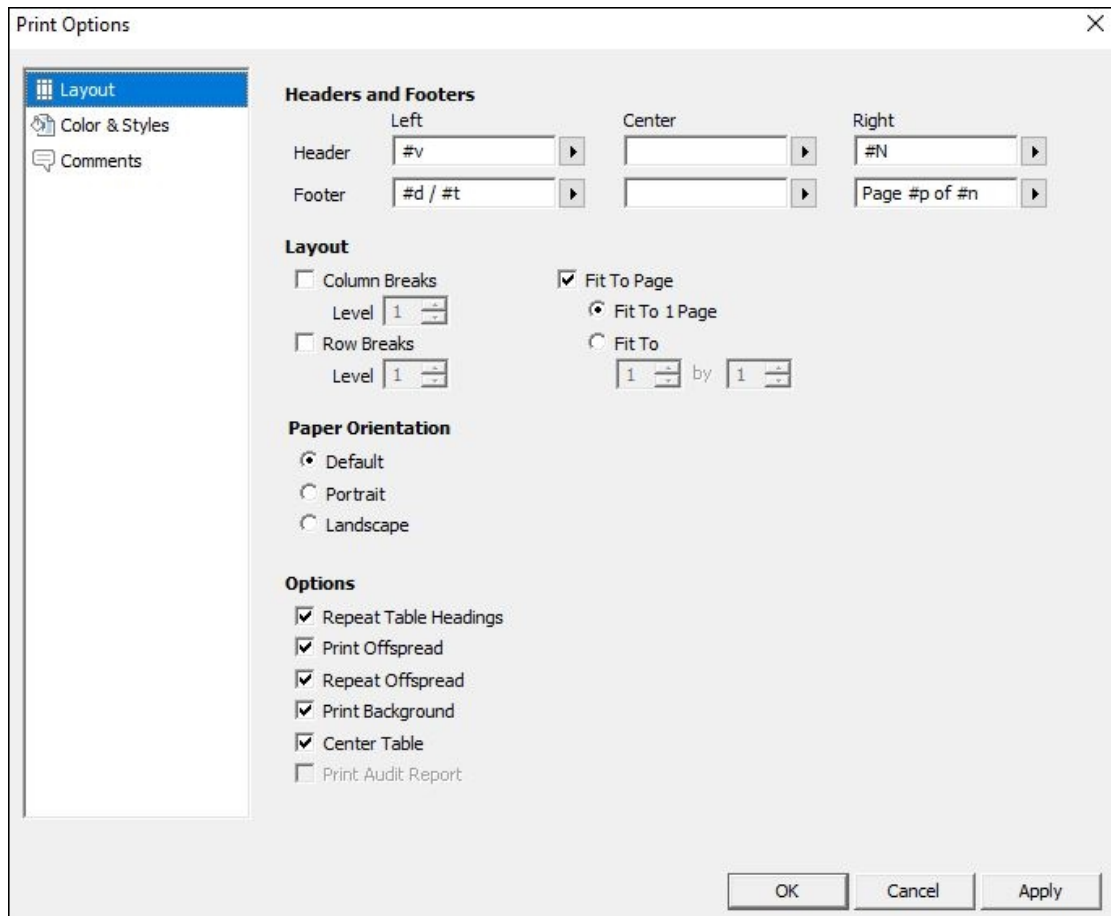 Print Options
Layout
Color & Styles
Comments
Headers and Footers
Left Center Right
Header #v #N
Footer #d / #t Page #p of #n
Layout
Column Breaks Fit To Page
Level 1 Fit To 1 Page
Row Breaks Fit To
Level 1 1 by 1
Paper Orientation
Default
Portrait
Landscape
Options
Repeat Table Headings
Print Offspread
Repeat Offspread
Print Background
Center Table
Print Audit Report
OK Cancel Apply